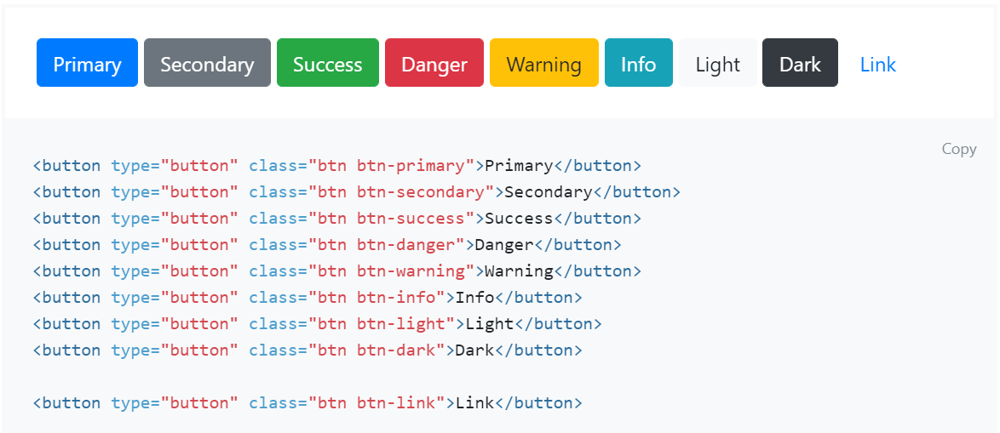 Primary Secondary Success Danger Warning Info Light Dark Link
Copy
<button type="button" class="btn btn-primary">Primary</button>
<button type="button" class="btn btn-secondary">Secondary</button>
<button type="button" class="btn btn-success">Success</button>
<button type="button" class="btn btn-danger">Danger</button>
<button type="button" class="btn btn-warning">Warning</button>
<button type="button" class="btn btn-info">Info</button>
<button type="button" class="btn btn-light">Light</button>
<button type="button" class="btn btn-dark">Dark</button>
<button type="button" class="btn btn-link">Link</button>